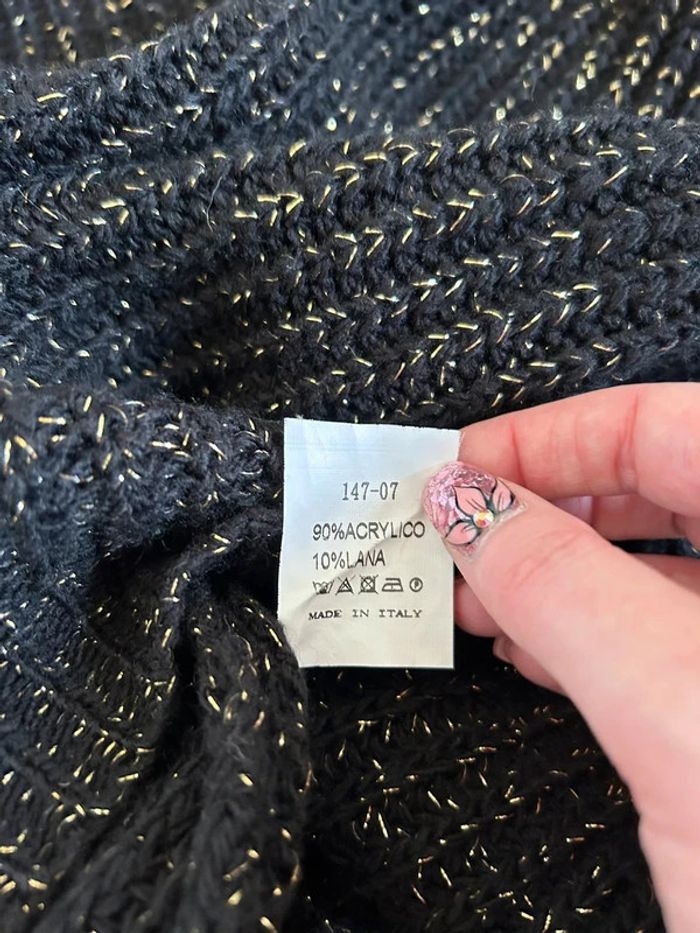 147-07
90%ACRYLICO
10%LANA
MADE IN ITALY